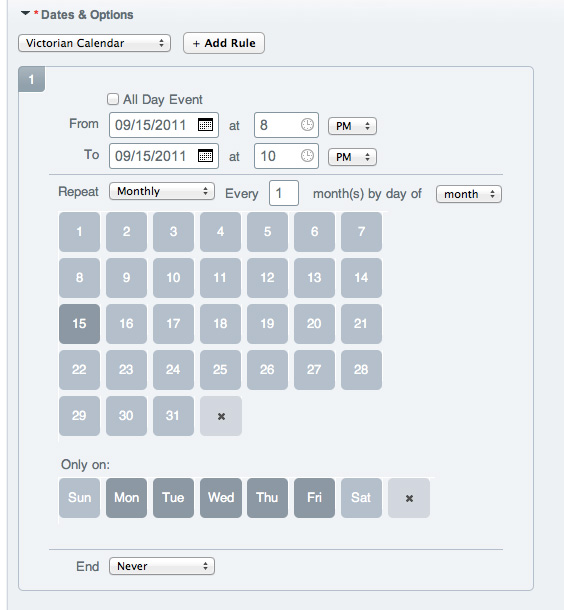 * Dates & Options
Victorian Calendar + Add Rule
1
All Day Event
From 09/15/2011 at 8 PM
To 09/15/2011 at 10 PM
Repeat Monthly Every 1 month(s) by day of month
1 2 3 4 5 6 7
8 9 10 11 12 13 14
15 16 17 18 19 20 21
22 23 24 25 26 27 28
29 30 31 ×
Only on:
Sun Mon Tue Wed Thu Fri Sat ×
End Never